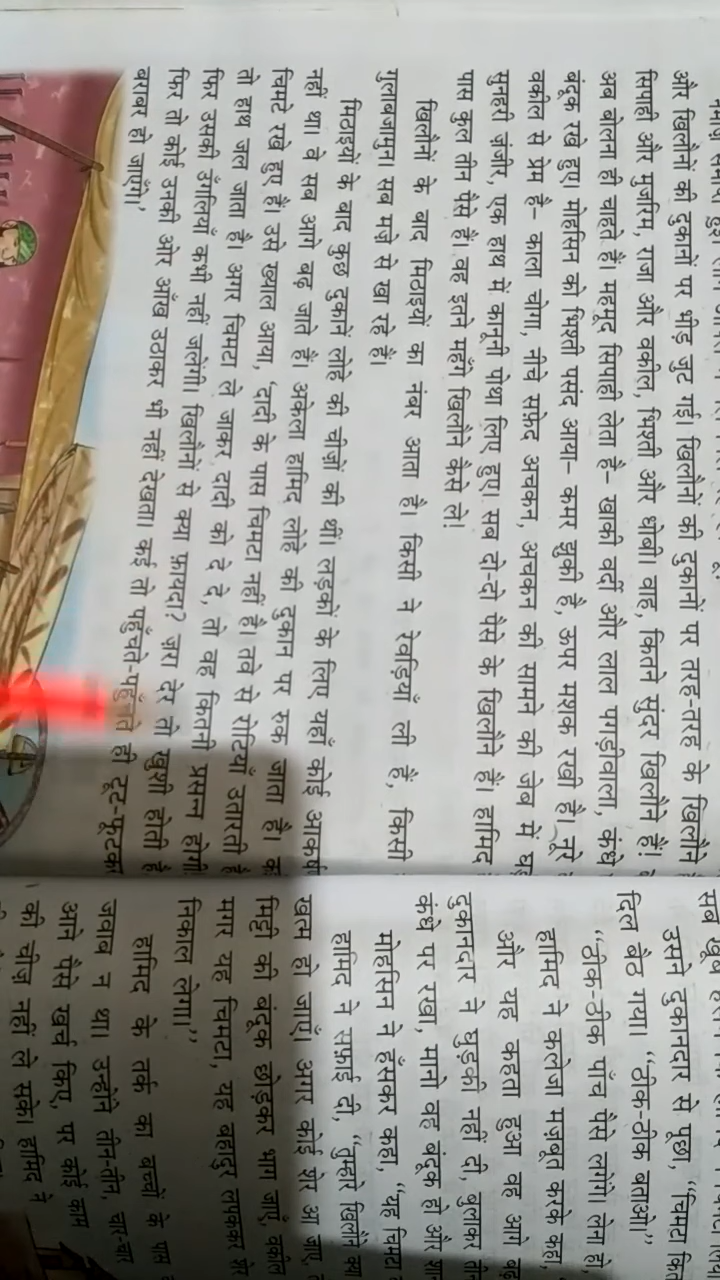 और खिलौनों की दुकानों पर भीड़ जुट गई। खिलौनों की दुकानों पर तरह-तरह के खिलौने
सिपाही और गुजरिया, राजा और वकील, भिश्ती और धोबी। वाह, कितने सुंदर खिलौने हैं!
अब बोलना ही चाहते हैं। महमूद सिपाही लेता है– खाकी वर्दी और लाल पगड़ीवाला, कंधे
बंदूक रखे हुए। मोहसिन को भिश्ती पसंद आया– कमर झुकी है, ऊपर मशक रखी है। नूरे
वकील से प्रेम है– काला चोगा, नीचे सफ़ेद अचकन, अचकन की सामने की जेब में
सुनहरी जंजीर, एक हाथ में कानूनी पोथा लिए हुए। सब दो-दो पैसे के खिलौने हैं। हामिद
पास कुल तीन पैसे हैं। वह इतने महँगे खिलौने कैसे ले!
खिलौनों के बाद मिठाइयों का नंबर आता है। किसी ने रेवड़ियाँ ली हैं, किसी
गुलाबजामुन। सब मज़े से खा रहे हैं।
मिठाइयों के बाद कुछ दुकानें लोहे की चीज़ों की थीं। लड़कों के लिए यहाँ कोई
नहीं था। वे सब आगे बढ़ जाते हैं। अकेला हामिद लोहे की दुकान पर रुक जाता है।
चिमटे रखे हुए हैं। उसे ख्याल आया, 'दादी के पास चिमटा नहीं है। तवे से रोटियाँ उतारती
तो हाथ जल जाता है। अगर चिमटा ले जाकर दादी को दे दे, तो वह कितनी प्रसन्न होंगी
फिर उसकी उँगलियाँ कभी नहीं जलेंगी। खिलौनों से क्या फ़ायदा? ज़रा देर तो खुशी होती
फिर तो कोई उनकी ओर आँख उठाकर भी नहीं देखता। कई तो पहुँचते-पहुँचते ही टूट-फूटकर
बराबर हो जाएँगे।'
उसने दुकानदार से पूछा, "चिमटा
दिल बैठ गया। "ठीक-ठीक बताओ।"
"ठीक-ठीक पाँच पैसे लगेंगे। लेना हो,
हामिद ने कलेजा मज़बूत करके कहा,
और यह कहता हुआ वह आगे
दुकानदार ने घुड़की नहीं दी, बुलाकर
कंधे पर रखा, मानो वह बंदूक हो और
मोहसिन ने हँसकर कहा, "यह चिमटा
हामिद ने सफ़ाई दी, "तुम्हारे खिलौने क्या
खत्म हो जाएँ। अगर कोई शेर आ जाए,
मिट्टी की बंदूक छोड़कर भाग जाएँ, वकील
मगर यह चिमटा, यह बहादुर लपककर शेर
निकाल लेगा।"
हामिद के तर्क का बच्चों के पास
जवाब न था। उन्होंने तीन-तीन, चार-चार
आने पैसे खर्च किए, पर कोई काम
की चीज़ नहीं ले सके। हामिद ने